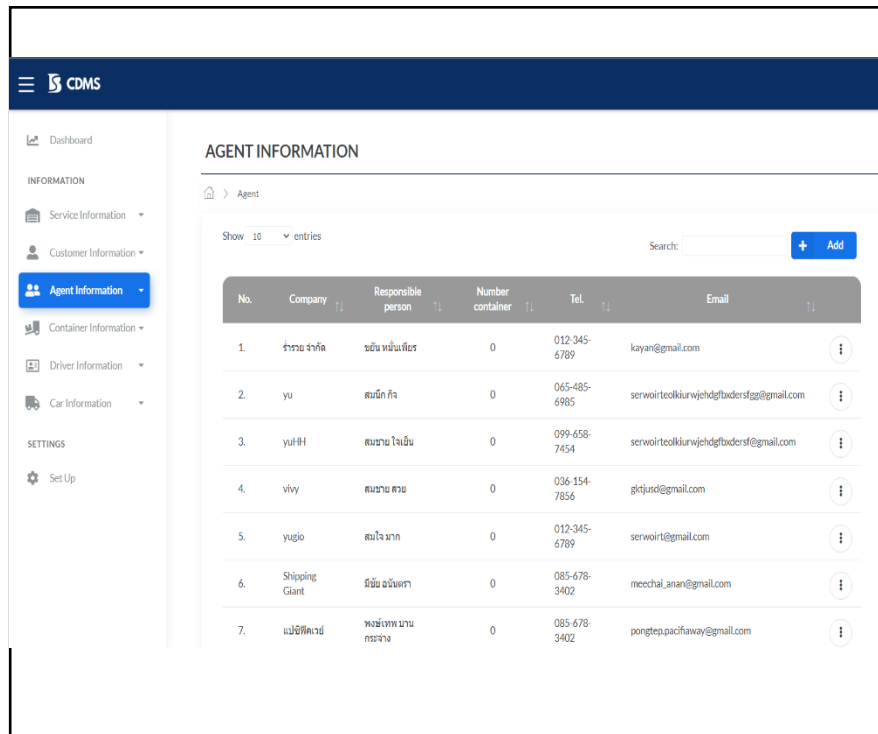 CDMS
Dashboard
INFORMATION
Service Information
Customer Information
Agent Information
Container Information
Driver Information
Car Information
SETTINGS
Set Up
AGENT INFORMATION
Agent
Show 10 entries
Search:
+ Add
No. Company Responsible person Number container Tel. Email
1. ร่ำรวย จำกัด ขยัน หมั่นเพียร 0 012-345-6789 kayan@gmail.com
2. yu สมนึก กิจ 0 065-485-6985 serwoirteolkiurwjehdgfbxdersfgg@gmail.com
3. yuHH สมชาย ใจเย็น 0 099-658-7454 serwoirteolkiurwjehdgfbxdersf@gmail.com
4. vivy สมชาย สวย 0 036-154-7856 gktjusd@gmail.com
5. yugio สมใจ มาก 0 012-345-6789 serwoirt@gmail.com
6. Shipping Giant มีชัย อนันตรา 0 085-678-3402 meechai_anan@gmail.com
7. แปซิฟิคเวย์ พงษ์เทพ บานกระจ่าง 0 085-678-3402 pongtep.pacifiaway@gmail.com